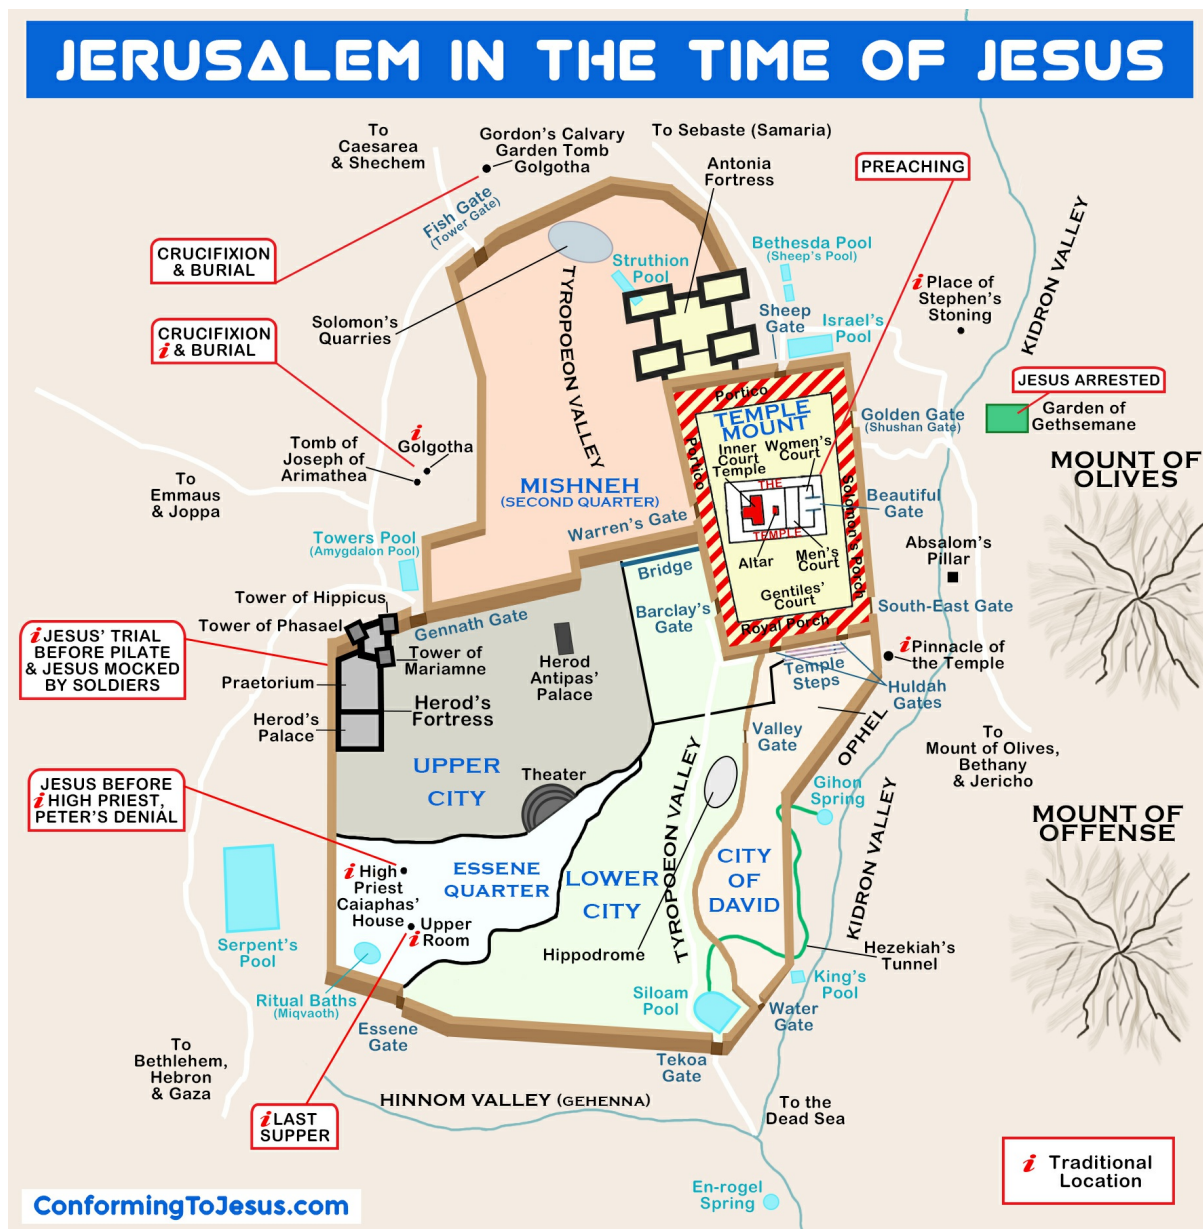 JERUSALEM IN THE TIME OF JESUS
To
Caesarea
& Shechem
Gordon's Calvary
Garden Tomb
Golgotha
To Sebaste (Samaria)
Antonia
Fortress
PREACHING
KIDRON VALLEY
Fish Gate
(Tower Gate)
CRUCIFIXION
& BURIAL
Struthion
Pool
Bethesda Pool
(Sheep's Pool)
i Place of
Stephen's
Stoning
TYROPOEON VALLEY
Solomon's
Quarries
Sheep
Gate
Israel's
Pool
CRUCIFIXION
i & BURIAL
JESUS ARRESTED
Garden of
Gethsemane
Portico
TEMPLE
MOUNT
Golden Gate
(Shushan Gate)
i
Golgotha
Tomb of
Joseph of
Arimathea
Portico
Inner
Court
Temple
Women's
Court
MOUNT OF
OLIVES
To
Emmaus
& Joppa
MISHNEH
(SECOND QUARTER)
THE
TEMPLE
Solomon's Porch
Beautiful
Gate
Warren's Gate
Towers Pool
(Amygdalon Pool)
Altar
Men's
Court
Absalom's
Pillar
Bridge
Gentiles'
Court
Tower of Hippicus
Tower of Phasael
Gennath Gate
Barclay's
Gate
Royal Porch
South-East Gate
i JESUS' TRIAL
BEFORE PILATE
& JESUS MOCKED
BY SOLDIERS
Tower of
Mariamne
Herod
Antipas'
Palace
Temple
Steps
i Pinnacle of
the Temple
Praetorium
Herod's
Fortress
Huldah
Gates
Herod's
Palace
Valley
Gate
OPHEL
To
Mount of Olives,
Bethany
& Jericho
UPPER
CITY
Theater
TYROPOEON VALLEY
Gihon
Spring
KIDRON VALLEY
JESUS BEFORE
i HIGH PRIEST,
PETER'S DENIAL
MOUNT OF
OFFENSE
ESSENE
QUARTER
LOWER
CITY
CITY
OF
DAVID
i High
Priest
Caiaphas'
House
Upper
i Room
Serpent's
Pool
Hippodrome
Hezekiah's
Tunnel
Ritual Baths
(Miqvaoth)
Siloam
Pool
King's
Pool
Essene
Gate
Water
Gate
Tekoa
Gate
To
Bethlehem,
Hebron
& Gaza
HINNOM VALLEY (GEHENNA)
To the
Dead Sea
i LAST
SUPPER
i Traditional
Location
En-rogel
Spring
ConformingToJesus.com